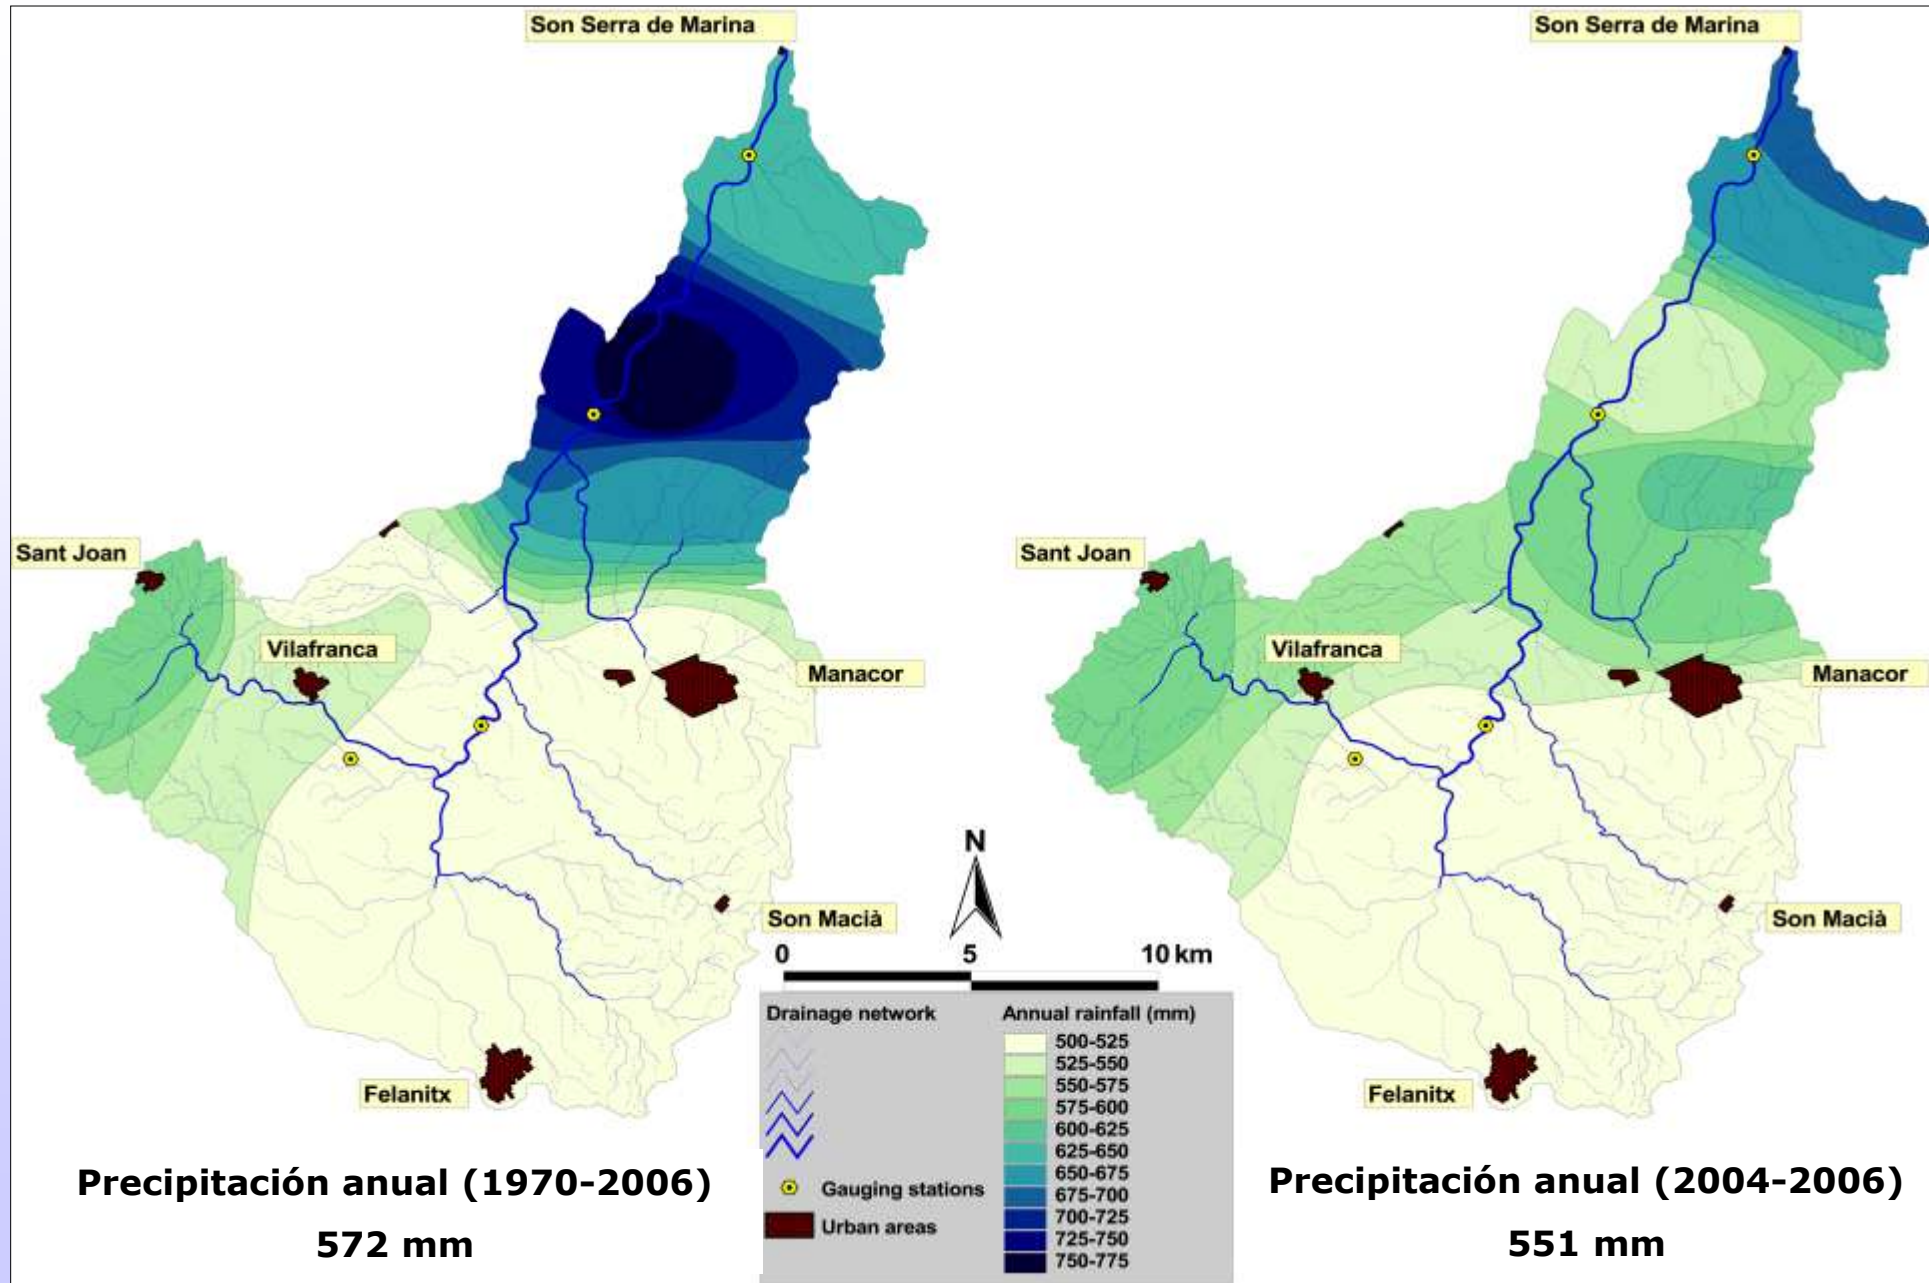 Son Serra de Marina
Son Serra de Marina
Sant Joan
Vilafranca
Manacor
Son Macià
Felanitx
Sant Joan
Vilafranca
Manacor
Son Macià
Felanitx
N
0 5 10 km
Drainage network
Gauging stations
Urban areas
Annual rainfall (mm)
500-525
525-550
550-575
575-600
600-625
625-650
650-675
675-700
700-725
725-750
750-775
Precipitación anual (1970-2006)
572 mm
Precipitación anual (2004-2006)
551 mm